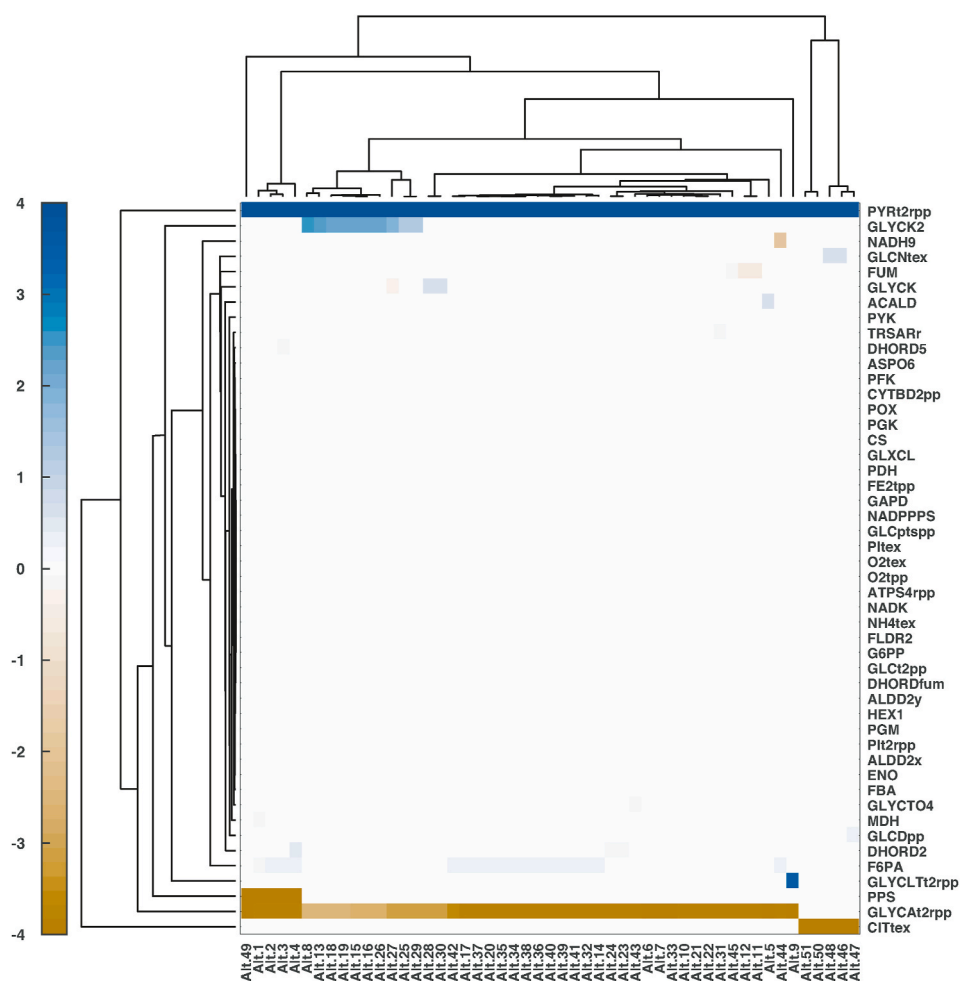 4
3
2
1
0
-1
-2
-3
-4
PYRt2rpp
GLYCK2
NADH9
GLCNtex
FUM
GLYCK
ACALD
PYK
TRSARr
DHORD5
ASPO6
PFK
CYTBD2pp
POX
PGK
CS
GLXCL
PDH
FE2tpp
GAPD
NADPPPS
GLCptspp
PItex
O2tex
O2tpp
ATPS4rpp
NADK
NH4tex
FLDR2
G6PP
GLCt2pp
DHORDfum
ALDD2y
HEX1
PGM
PIt2rpp
ALDD2x
ENO
FBA
GLYCTO4
MDH
GLCDpp
DHORD2
F6PA
GLYCLTt2rpp
PPS
GLYCAt2rpp
CITtex
Alt.49
Alt.1
Alt.2
Alt.3
Alt.4
Alt.8
Alt.13
Alt.18
Alt.19
Alt.15
Alt.16
Alt.26
Alt.27
Alt.25
Alt.29
Alt.28
Alt.30
Alt.42
Alt.17
Alt.37
Alt.20
Alt.35
Alt.34
Alt.38
Alt.36
Alt.40
Alt.39
Alt.41
Alt.32
Alt.14
Alt.24
Alt.23
Alt.43
Alt.6
Alt.7
Alt.33
Alt.10
Alt.21
Alt.22
Alt.31
Alt.45
Alt.12
Alt.11
Alt.5
Alt.44
Alt.9
Alt.51
Alt.50
Alt.48
Alt.46
Alt.47